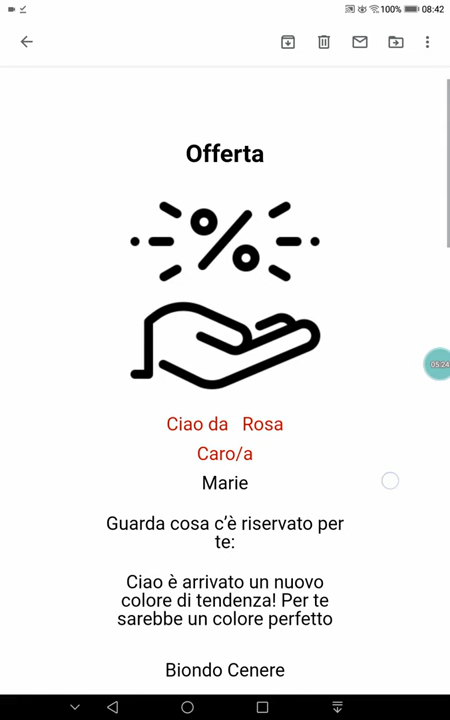 100% 08:42
Offerta
%
05:24
Ciao da Rosa
Caro/a
Marie
Guarda cosa c’è riservato per
te:
Ciao è arrivato un nuovo
colore di tendenza! Per te
sarebbe un colore perfetto
Biondo Cenere